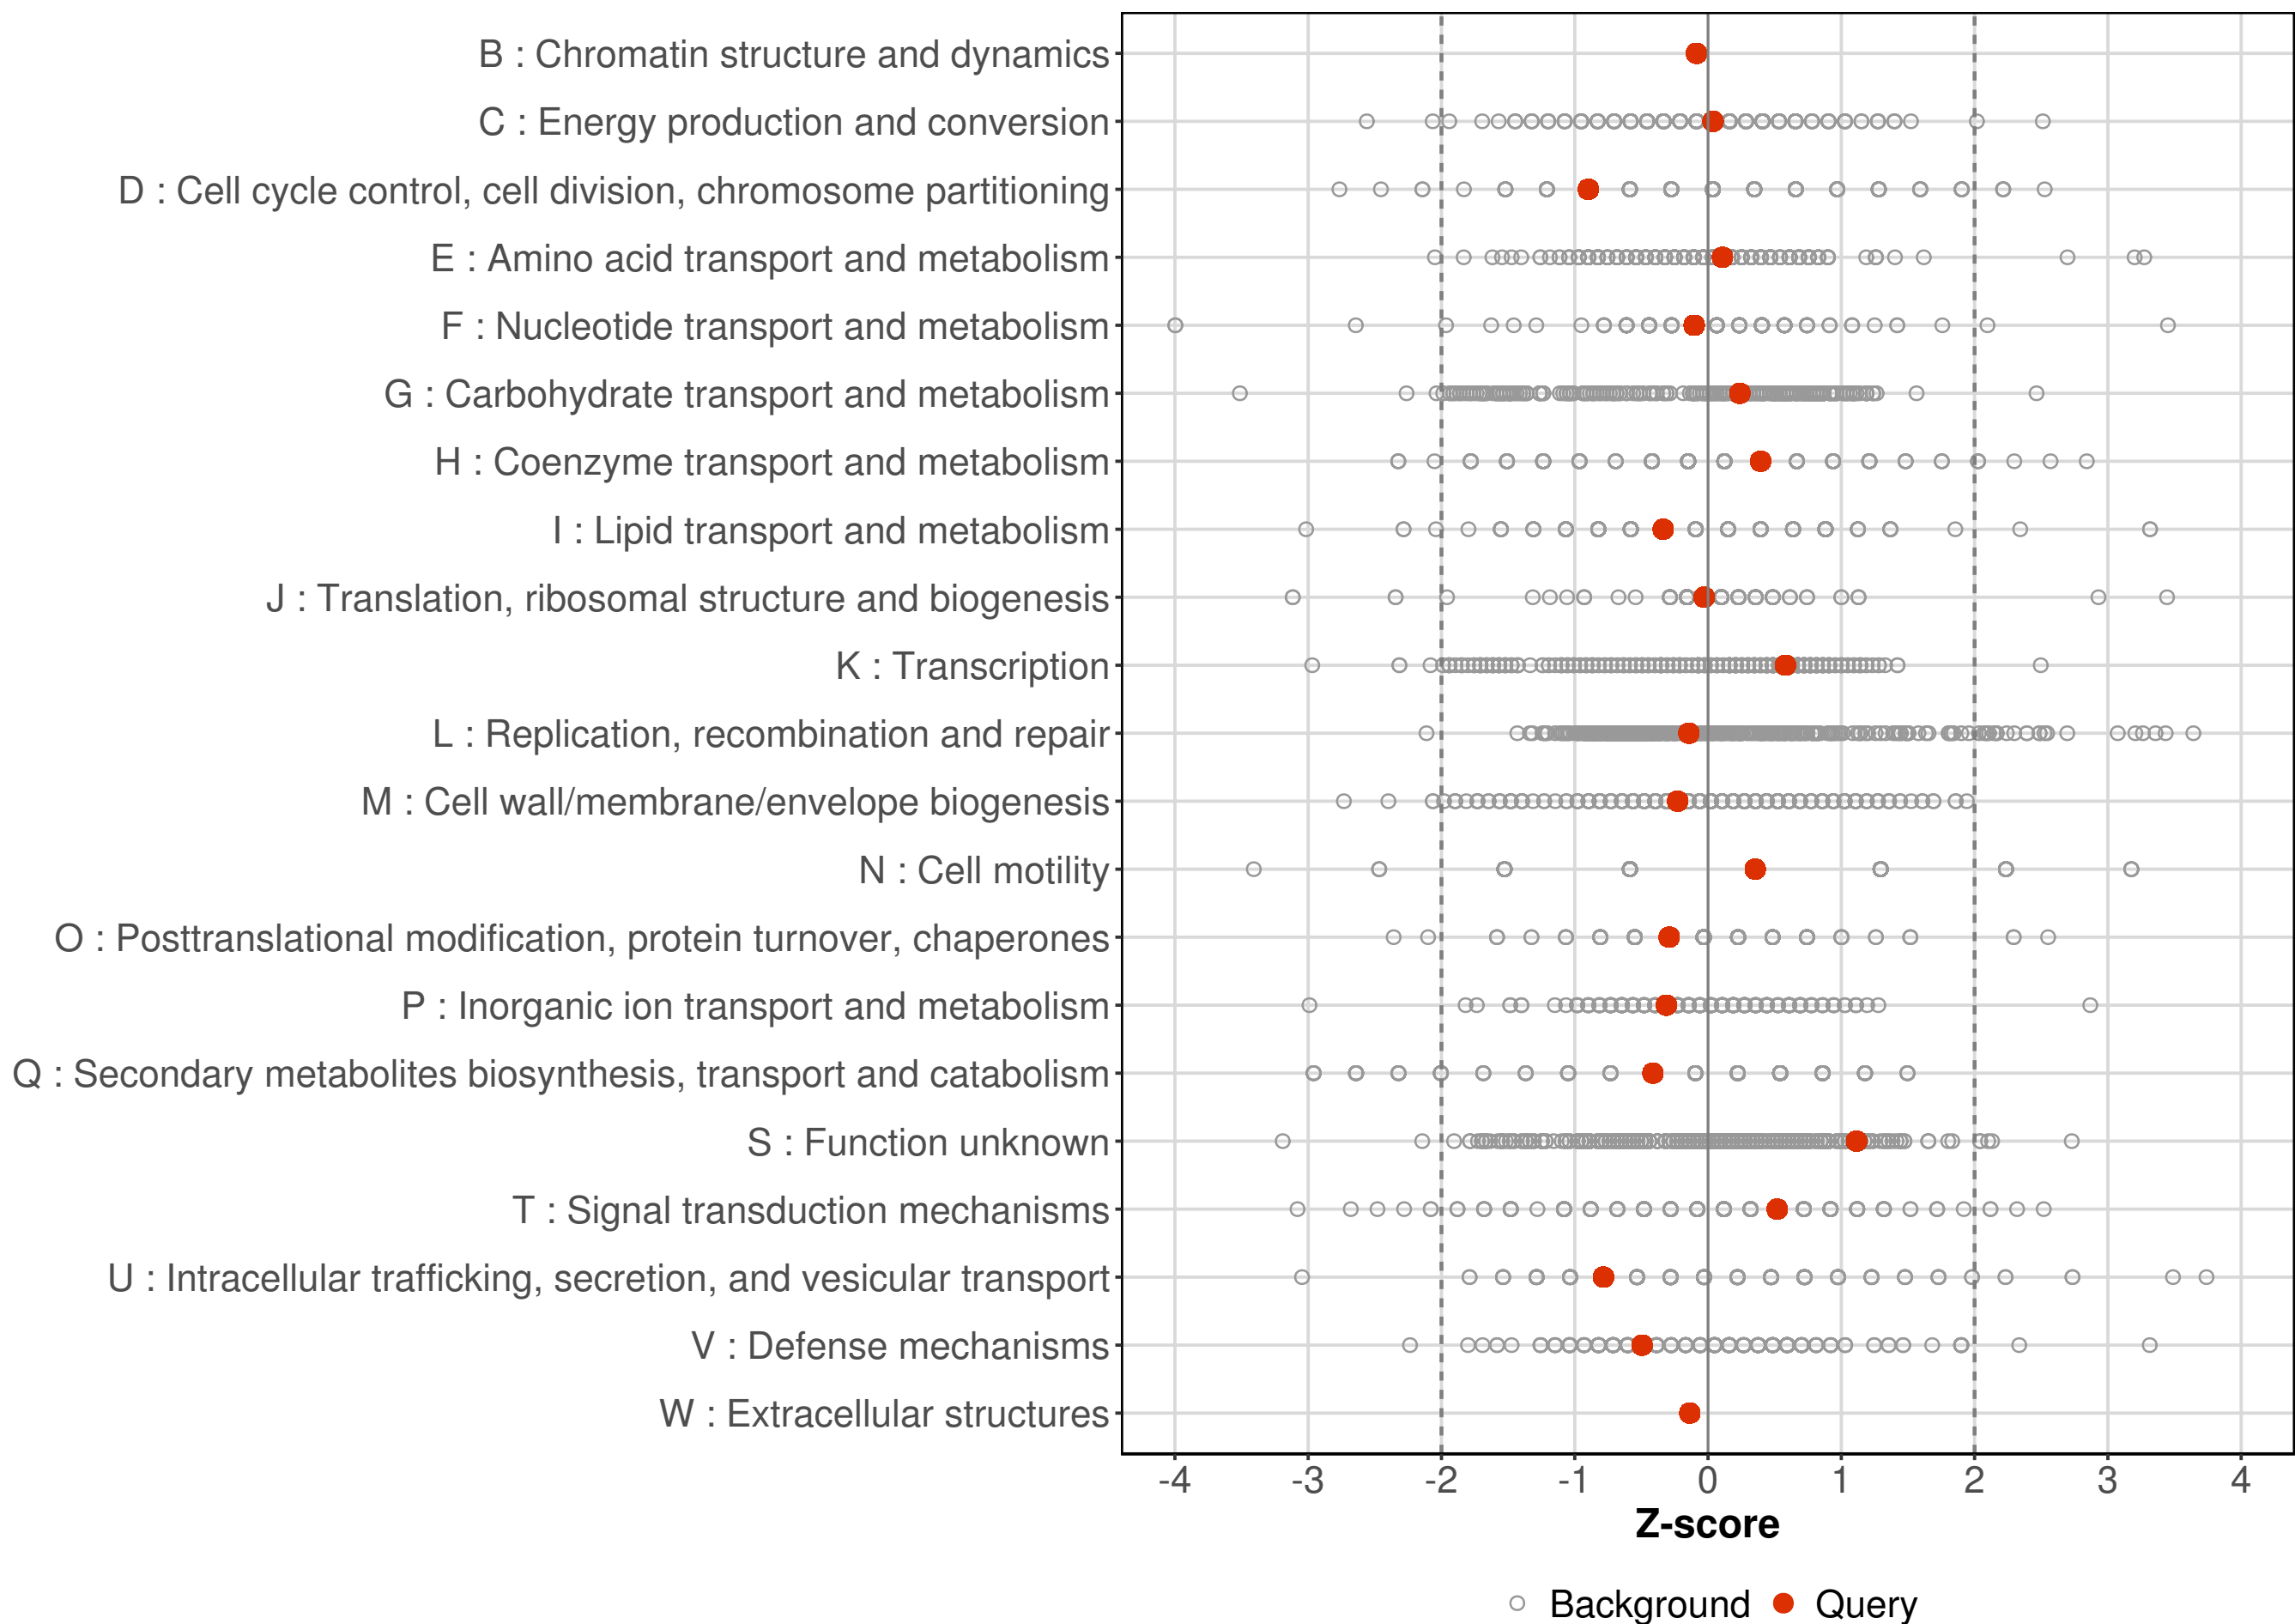 B : Chromatin structure and dynamics
C : Energy production and conversion
D : Cell cycle control, cell division, chromosome partitioning
E : Amino acid transport and metabolism
F : Nucleotide transport and metabolism
G : Carbohydrate transport and metabolism
H : Coenzyme transport and metabolism
I : Lipid transport and metabolism
J : Translation, ribosomal structure and biogenesis
K : Transcription
L : Replication, recombination and repair
M : Cell wall/membrane/envelope biogenesis
N : Cell motility
O : Posttranslational modification, protein turnover, chaperones
P : Inorganic ion transport and metabolism
Q : Secondary metabolites biosynthesis, transport and catabolism
S : Function unknown
T : Signal transduction mechanisms
U : Intracellular trafficking, secretion, and vesicular transport
V : Defense mechanisms
W : Extracellular structures
-4 -3 -2 -1 0 1 2 3 4
Z-score
Background Query